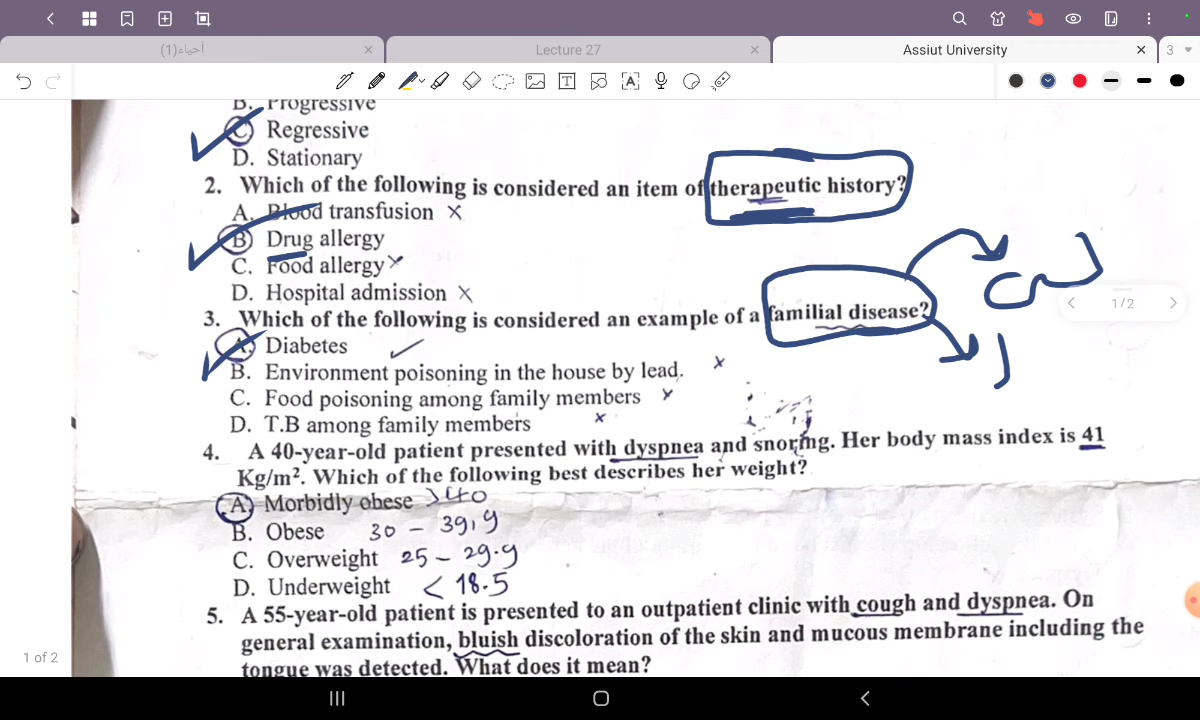 أحياء(1)
Lecture 27
Assiut University
3
B. Progressive
C Regressive
D. Stationary
2. Which of the following is considered an item of therapeutic history?
A. Blood transfusion x
B) Drug allergy
C. Food allergy x
D. Hospital admission x
1/2
3. Which of the following is considered an example of a familial disease?
A. Diabetes
B. Environment poisoning in the house by lead. x
C. Food poisoning among family members x
D. T.B among family members x
4. A 40-year-old patient presented with dyspnea and snoring. Her body mass index is 41
Kg/m². Which of the following best describes her weight?
A) Morbidly obese >40
B. Obese 30 - 39,9
C. Overweight 25 - 29.9
D. Underweight < 18.5
5. A 55-year-old patient is presented to an outpatient clinic with cough and dyspnea. On
general examination, bluish discoloration of the skin and mucous membrane including the
1 of 2
tongue was detected. What does it mean?